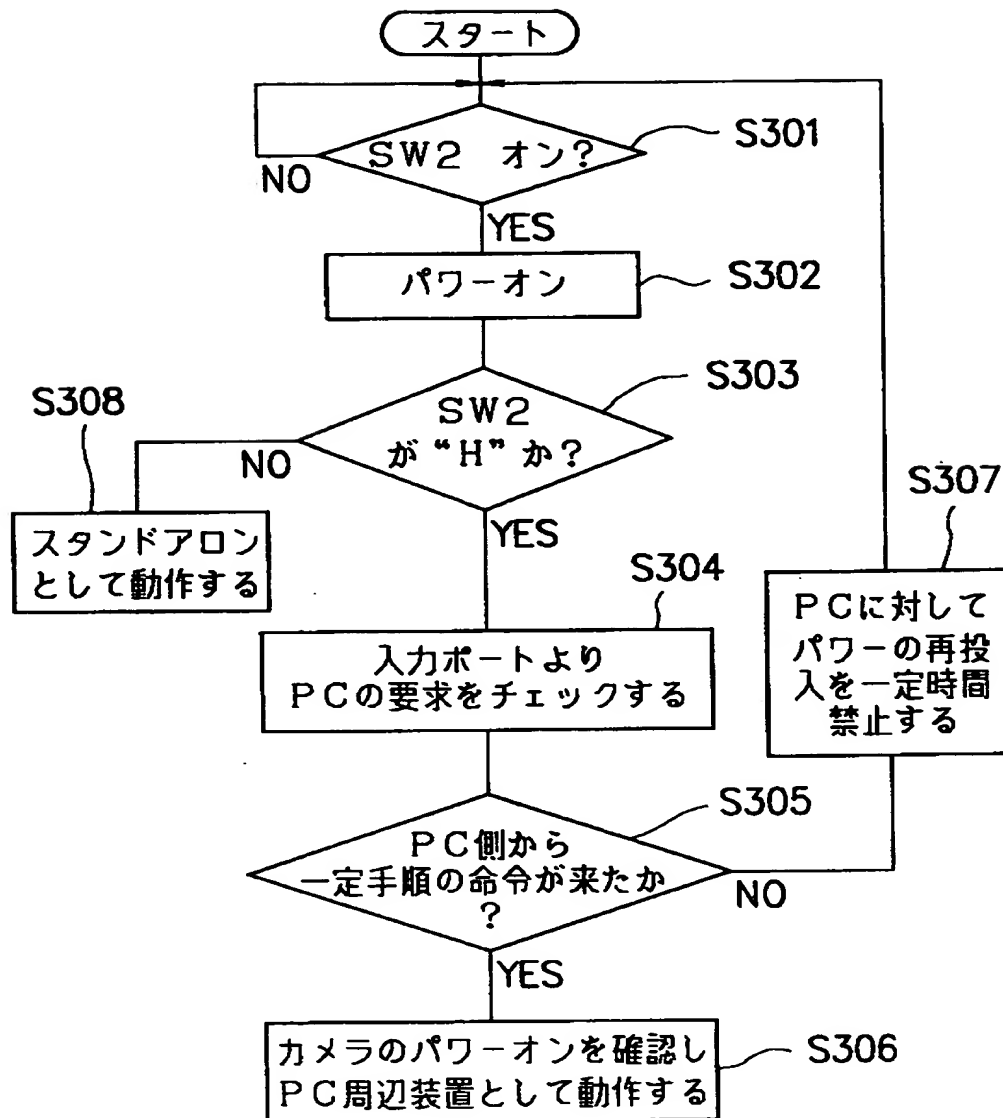 スタート
SW2 オン?
S301
NO
YES
パワーオン
S302
SW2
が“H”か?
S303
NO
YES
S308
スタンドアロン
として動作する
S304
入力ポートより
PCの要求をチェックする
S307
PCに対して
パワーの再投
入を一定時間
禁止する
S305
PC側から
一定手順の命令が来たか
?
NO
YES
カメラのパワーオンを確認し
PC周辺装置として動作する
S306